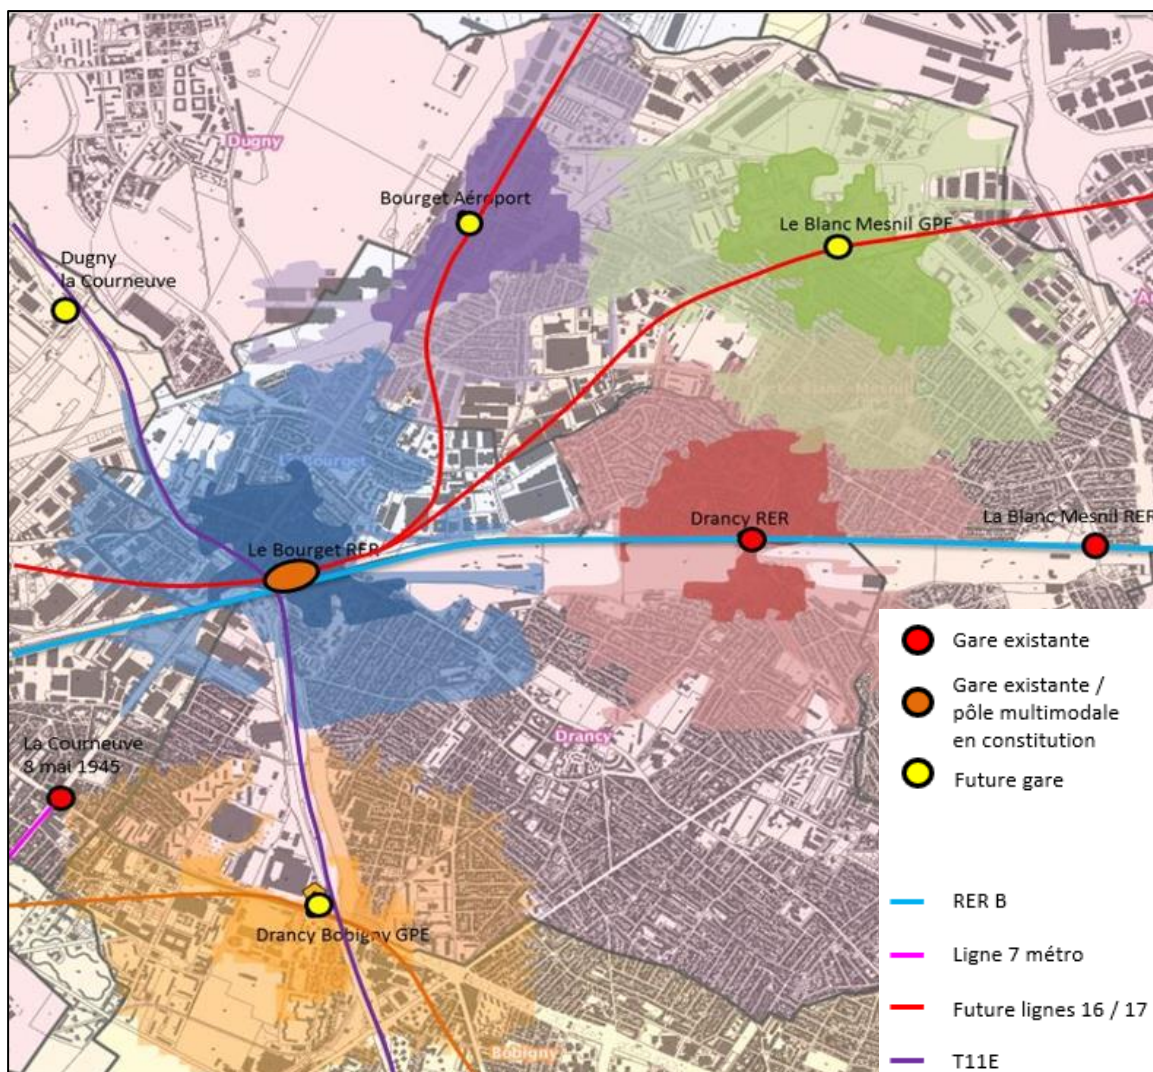 Dugny
Bourget Aéroport
Le Blanc Mesnil GPE
Dugny
la Courneuve
Le Bourget
Drancy RER
La Blanc Mesnil RER
Le Bourget RER
Drancy
La Courneuve
8 mai 1945
Drancy Bobigny GPE
Bobigny
Gare existante
Gare existante /
pôle multimodale
en constitution
Future gare
RER B
Ligne 7 métro
Future lignes 16 / 17
T11E